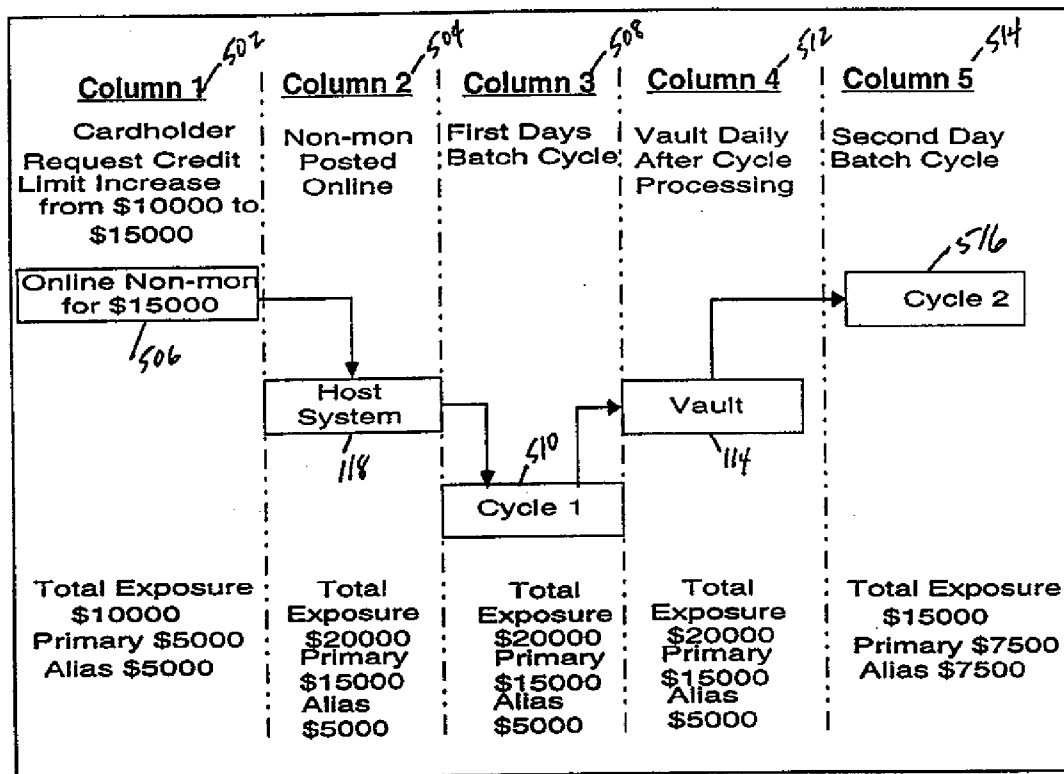 502
Column 1
Cardholder
Request Credit
Limit Increase
from $10000 to
$15000
Online Non-mon
for $15000
506
Total Exposure
$10000
Primary $5000
Alias $5000
504
Column 2
Non-mon
Posted
Online
Host
System
118
Total
Exposure
$20000
Primary
$15000
Alias
$5000
508
Column 3
First Days
Batch Cycle
510
Cycle 1
Total
Exposure
$20000
Primary
$15000
Alias
$5000
512
Column 4
Vault Daily
After Cycle
Processing
Vault
114
Total
Exposure
$20000
Primary
$15000
Alias
$5000
514
Column 5
Second Day
Batch Cycle
516
Cycle 2
Total Exposure
$15000
Primary $7500
Alias $7500